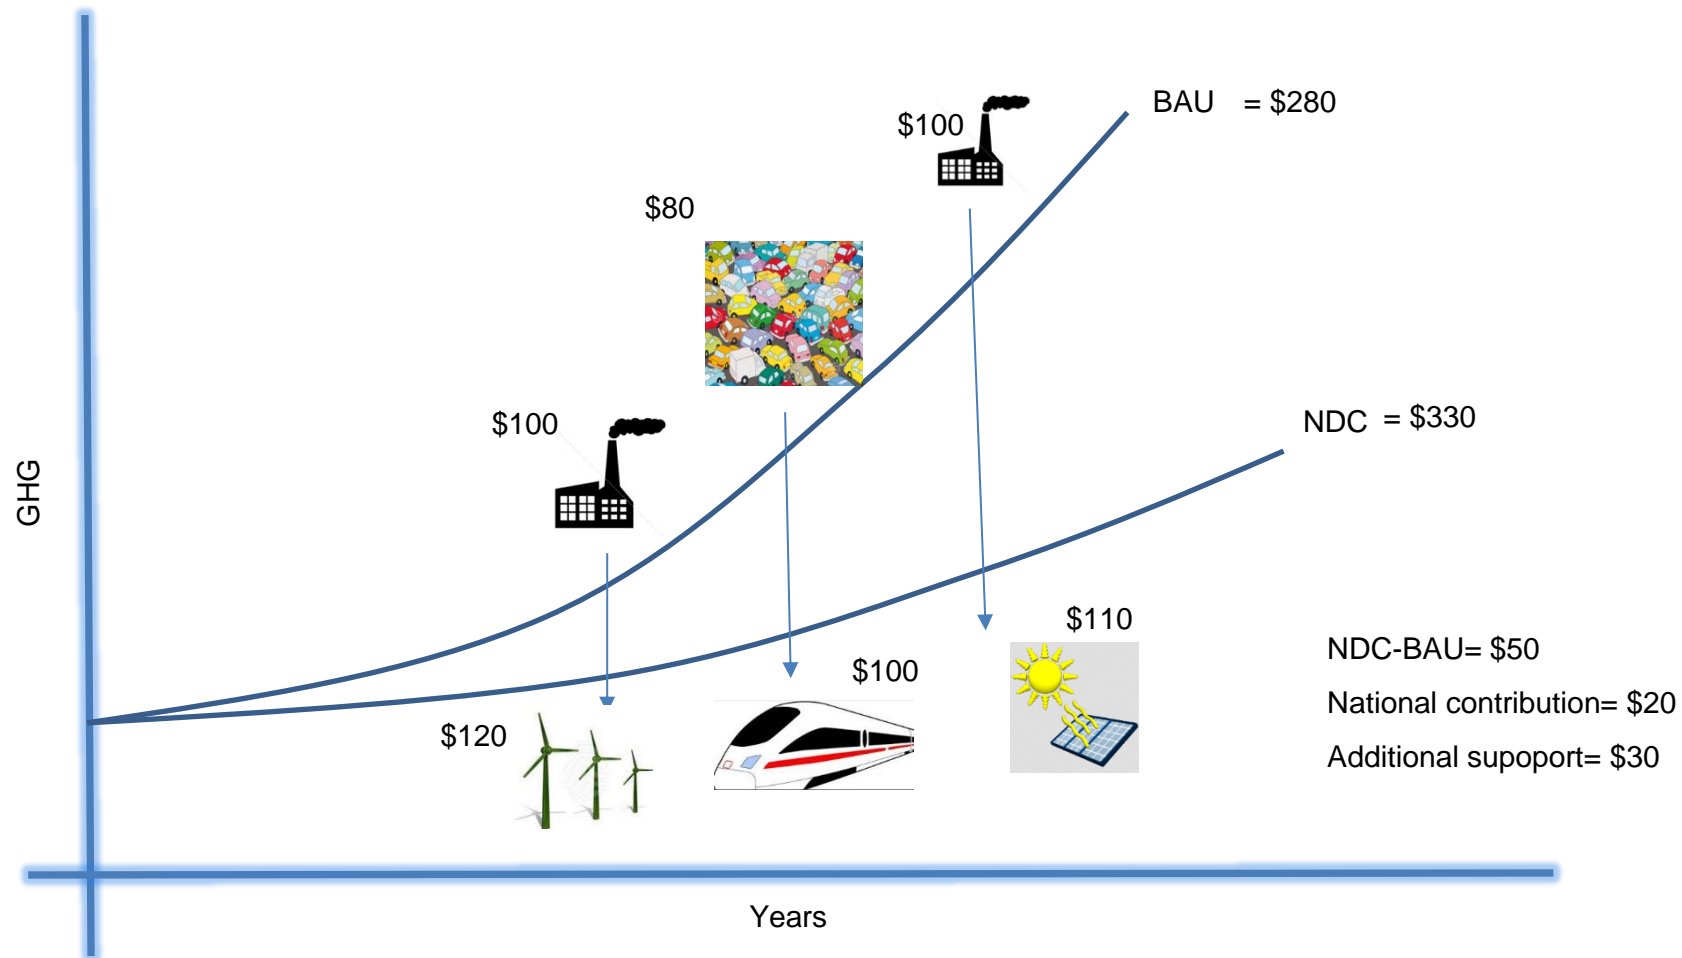 BAU = $280
$100
$80
$100
NDC = $330
GHG
$110
NDC-BAU= $50
$100
National contribution= $20
$120
Additional supoport= $30
Years